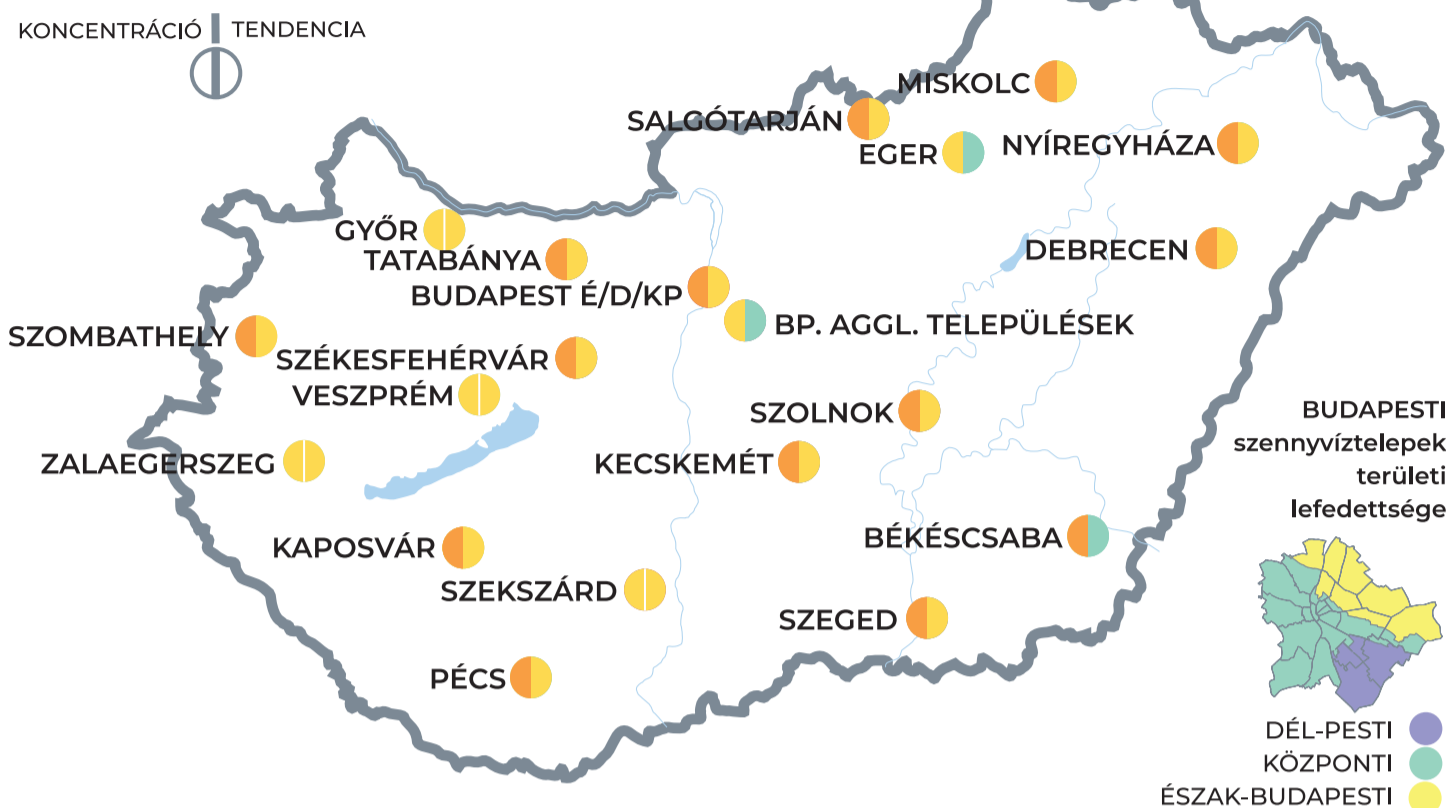 KONCENTRÁCIÓ TENDENCIA
MISKOLC
SALGÓTARJÁN
EGER
NYÍREGYHÁZA
GYŐR
TATABÁNYA
DEBRECEN
BUDAPEST É/D/KP
BP. AGGL. TELEPÜLÉSEK
SZOMBATHELY
SZÉKESFEHÉRVÁR
VESZPRÉM
SZOLNOK
ZALAEGERSZEG
KECSKEMÉT
BÉKÉSCSABA
KAPOSVÁR
SZEKSZÁRD
SZEGED
PÉCS
BUDAPESTI
szennyvíztelepek
területi
lefedettsége
DÉL-PESTI
KÖZPONTI
ÉSZAK-BUDAPESTI